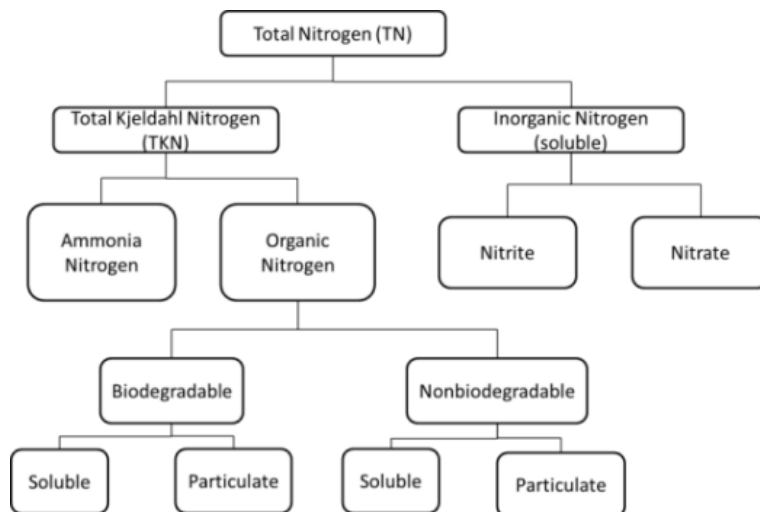 Total Nitrogen (TN)
Total Kjeldahl Nitrogen
(TKN)
Inorganic Nitrogen
(soluble)
Ammonia
Nitrogen
Organic
Nitrogen
Nitrite
Nitrate
Biodegradable
Nonbiodegradable
Soluble
Particulate
Soluble
Particulate